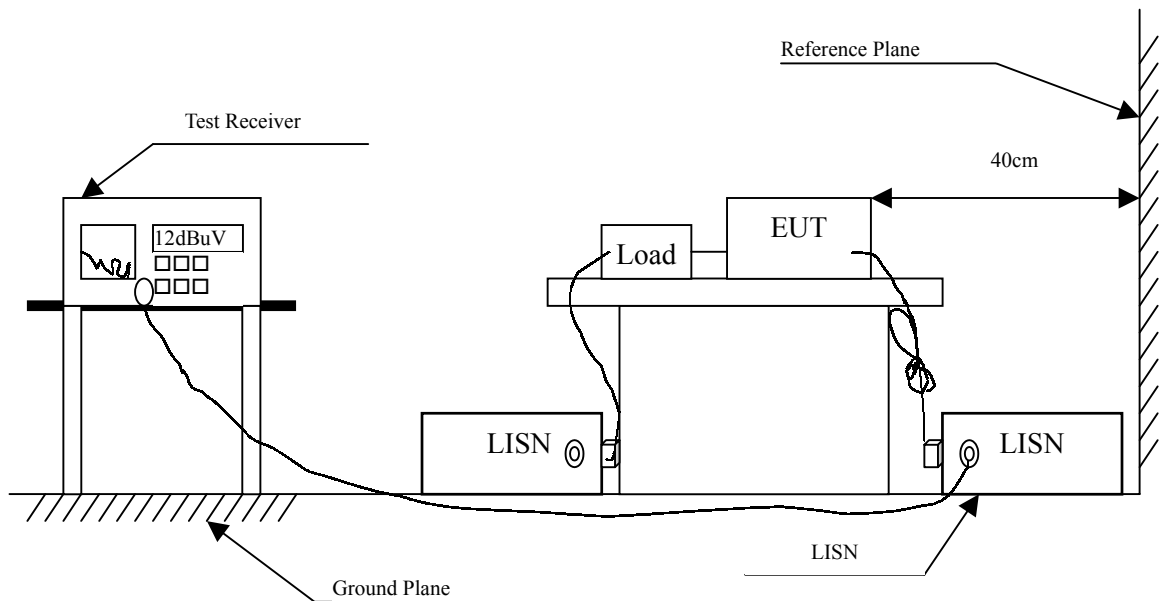 Reference Plane
Test Receiver
40cm
12dBuV
Load
EUT
LISN
LISN
LISN
Ground Plane